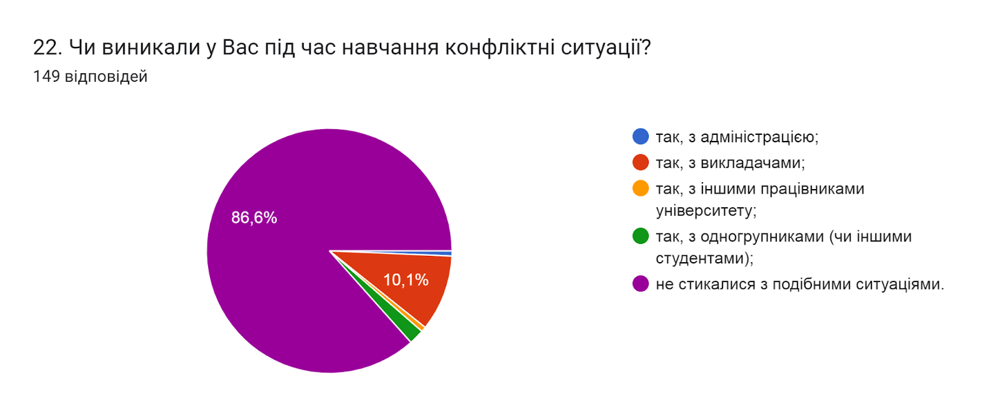 22. Чи виникали у Вас під час навчання конфліктні ситуації?
149 відповідей
86,6%
10,1%
так, з адміністрацією;
так, з викладачами;
так, з іншими працівниками
університету;
так, з одногрупниками (чи іншими
студентами);
не стикалися з подібними ситуаціями.